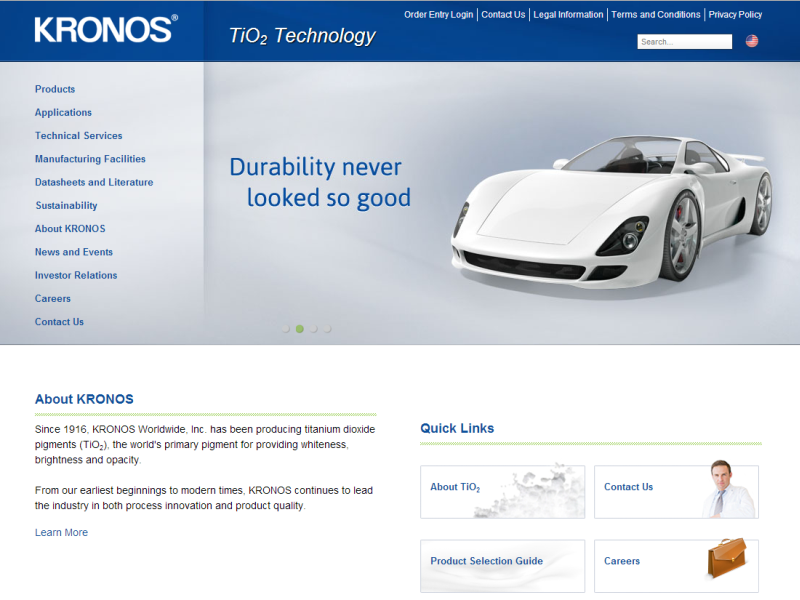 KRONOS®
TiO₂ Technology
Order Entry Login | Contact Us | Legal Information | Terms and Conditions | Privacy Policy
Search...
Products
Applications
Technical Services
Manufacturing Facilities
Datasheets and Literature
Sustainability
About KRONOS
News and Events
Investor Relations
Careers
Contact Us
Durability never
looked so good
About KRONOS
Since 1916, KRONOS Worldwide, Inc. has been producing titanium dioxide
pigments (TiO₂), the world's primary pigment for providing whiteness,
brightness and opacity.
From our earliest beginnings to modern times, KRONOS continues to lead
the industry in both process innovation and product quality.
Learn More
Quick Links
About TiO₂
Contact Us
Product Selection Guide
Careers